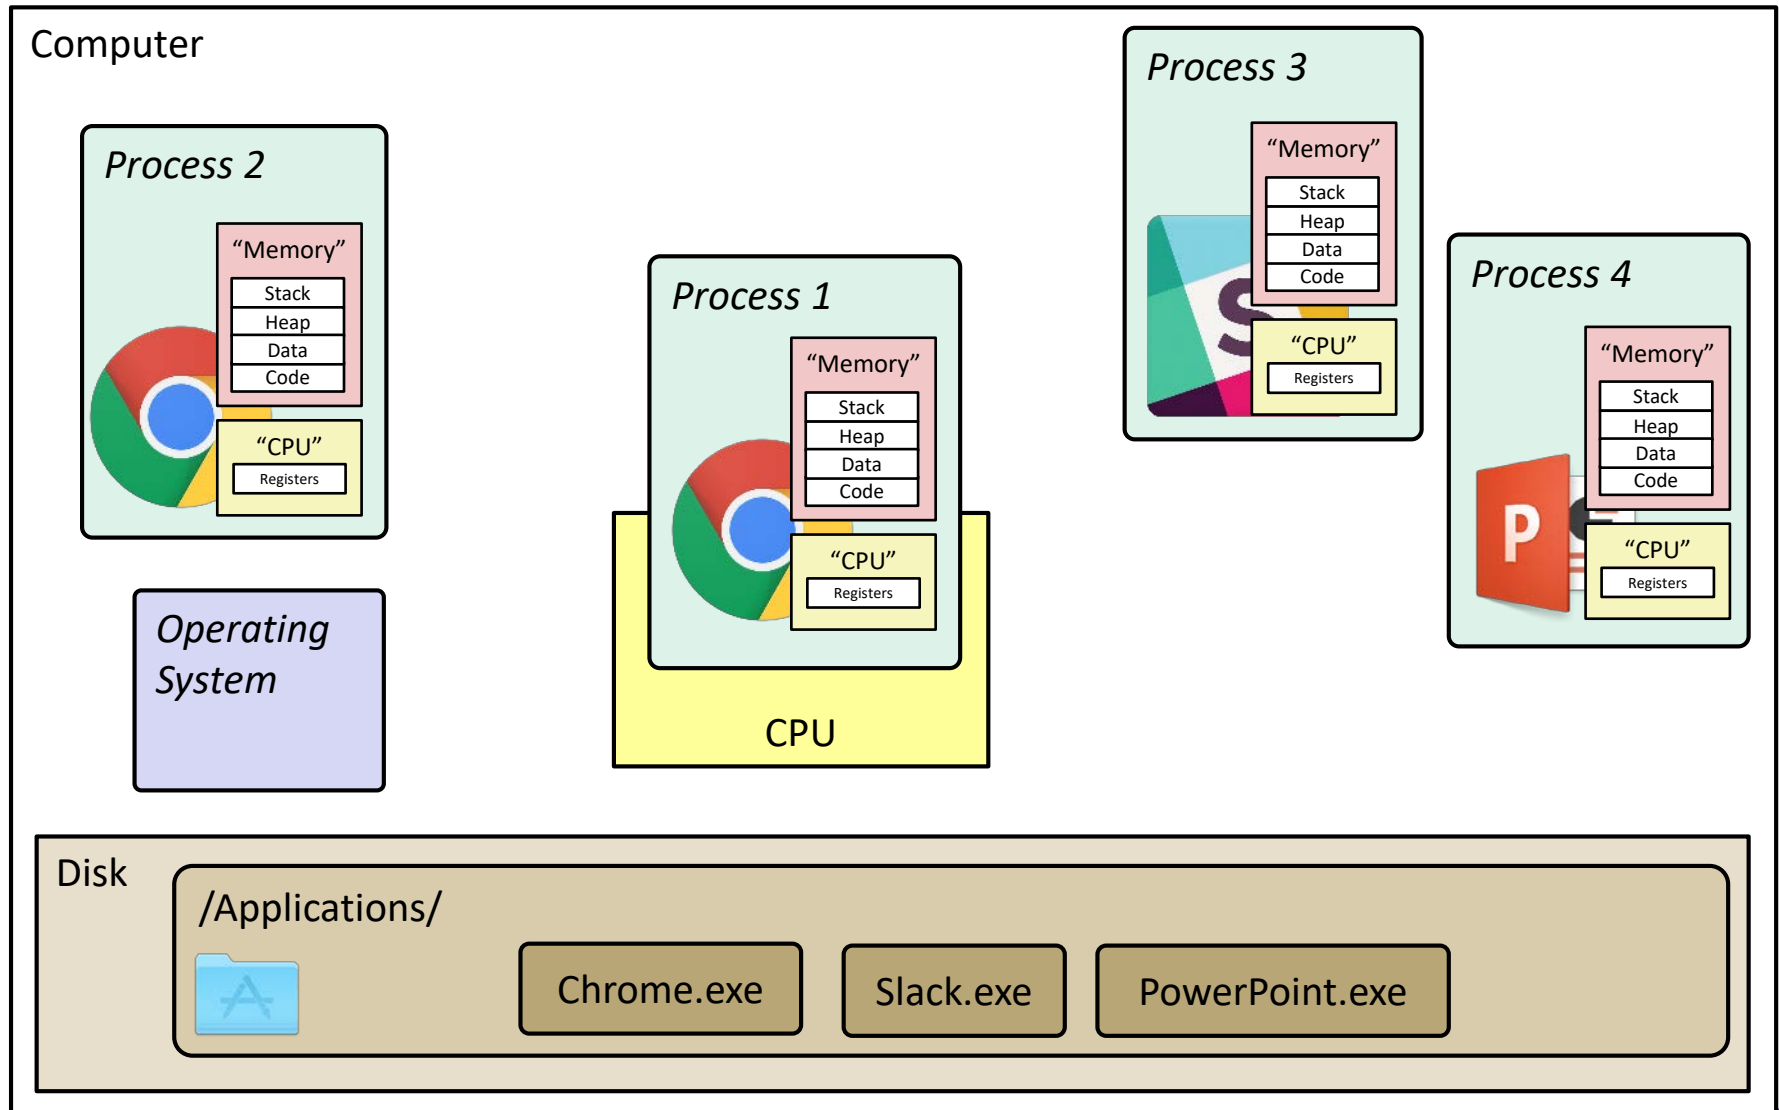 Computer
Process 2
“Memory”
Stack
Heap
Data
Code
“CPU”
Registers
Process 1
“Memory”
Stack
Heap
Data
Code
“CPU”
Registers
Process 3
“Memory”
Stack
Heap
Data
Code
“CPU”
Registers
S
Process 4
“Memory”
Stack
Heap
Data
Code
“CPU”
Registers
P
Operating
System
CPU
Disk
/Applications/
Chrome.exe
Slack.exe
PowerPoint.exe